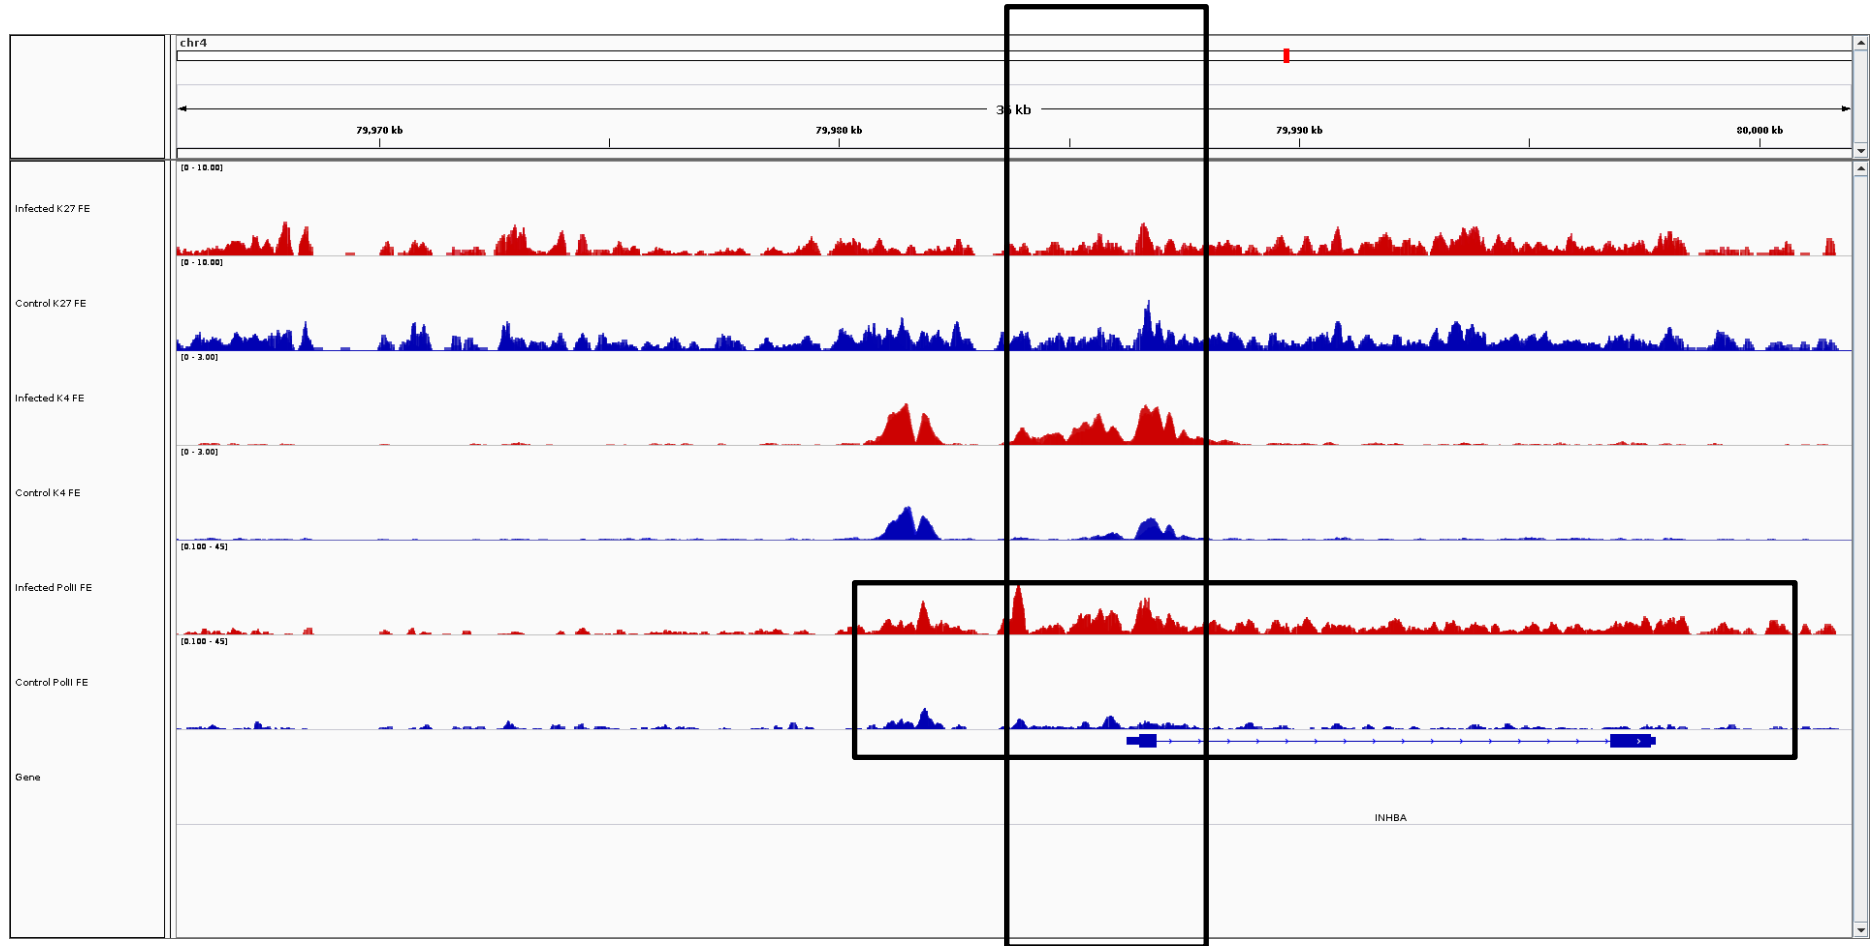 chr4
36 kb
79,970 kb 79,980 kb 79,990 kb 80,000 kb
[0 - 10.00]
Infected K27 FE
[0 - 10.00]
Control K27 FE
[0 - 3.00]
Infected K4 FE
[0 - 3.00]
Control K4 FE
[0.100 - 45]
Infected PolII FE
[0.100 - 45]
Control PolII FE
Gene
INHBA